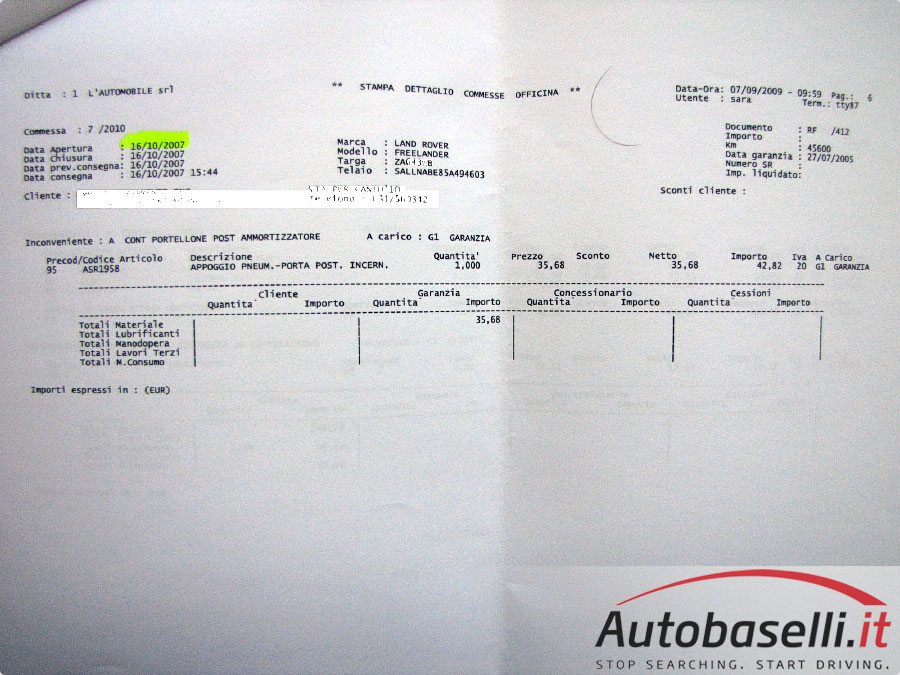 Ditta : 1 L'AUTOMOBILE srl ** STAMPA DETTAGLIO COMMESSE OFFICINA ** Data-Ora: 07/09/2009 - 09:59 Pag.: 6
Utente : sara Term.: tty87
Commessa : 7 /2010
Data Apertura : 16/10/2007 Marca : LAND ROVER Documento : RF /412
Data chiusura : 16/10/2007 Modello : FREELANDER Importo :
Data prev.consegna: 16/10/2007 Targa : Km : 45600
Data consegna : 16/10/2007 15:44 Telaio : SALLNABE85A494603 Data garanzia : 27/07/2005
Numero SR :
Imp. liquidato:
Cliente : Sconti cliente :
Inconveniente : A CONT PORTELLONE POST AMMORTIZZATORE A carico : G1 GARANZIA
Precod/Codice Articolo Descrizione Quantita' Prezzo Sconto Netto Importo Iva A Carico
95 ASR1958 APPOGGIO PNEUM.-PORTA POST. INCERN. 1,000 35,68 35,68 42,82 20 G1 GARANZIA
Cliente Garanzia Concessionario Cessioni
Quantita' Importo Quantita Importo Quantita Importo Quantita Importo
Totali Materiale 35,68
Totali Lubrificanti
Totali Manodopera
Totali Lavori Terzi
Totali M.Consumo
Importi espressi in : (EUR)
Autobaselli.it
STOP SEARCHING. START DRIVING.